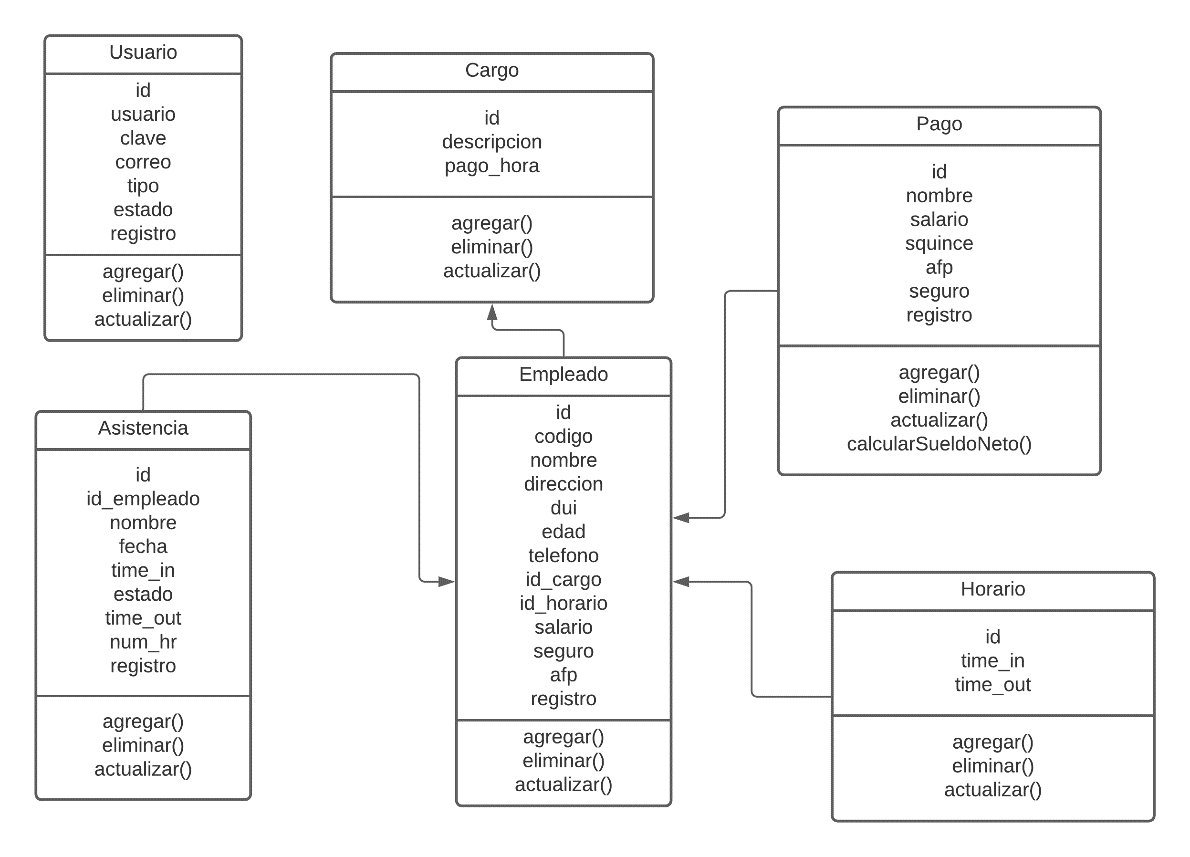 Usuario
id
usuario
clave
correo
tipo
estado
registro
agregar()
eliminar()
actualizar()
Cargo
id
descripcion
pago_hora
agregar()
eliminar()
actualizar()
Pago
id
nombre
salario
squince
afp
seguro
registro
agregar()
eliminar()
actualizar()
calcularSueldoNeto()
Asistencia
id
id_empleado
nombre
fecha
time_in
estado
time_out
num_hr
registro
agregar()
eliminar()
actualizar()
Empleado
id
codigo
nombre
direccion
dui
edad
telefono
id_cargo
id_horario
salario
seguro
afp
registro
agregar()
eliminar()
actualizar()
Horario
id
time_in
time_out
agregar()
eliminar()
actualizar()